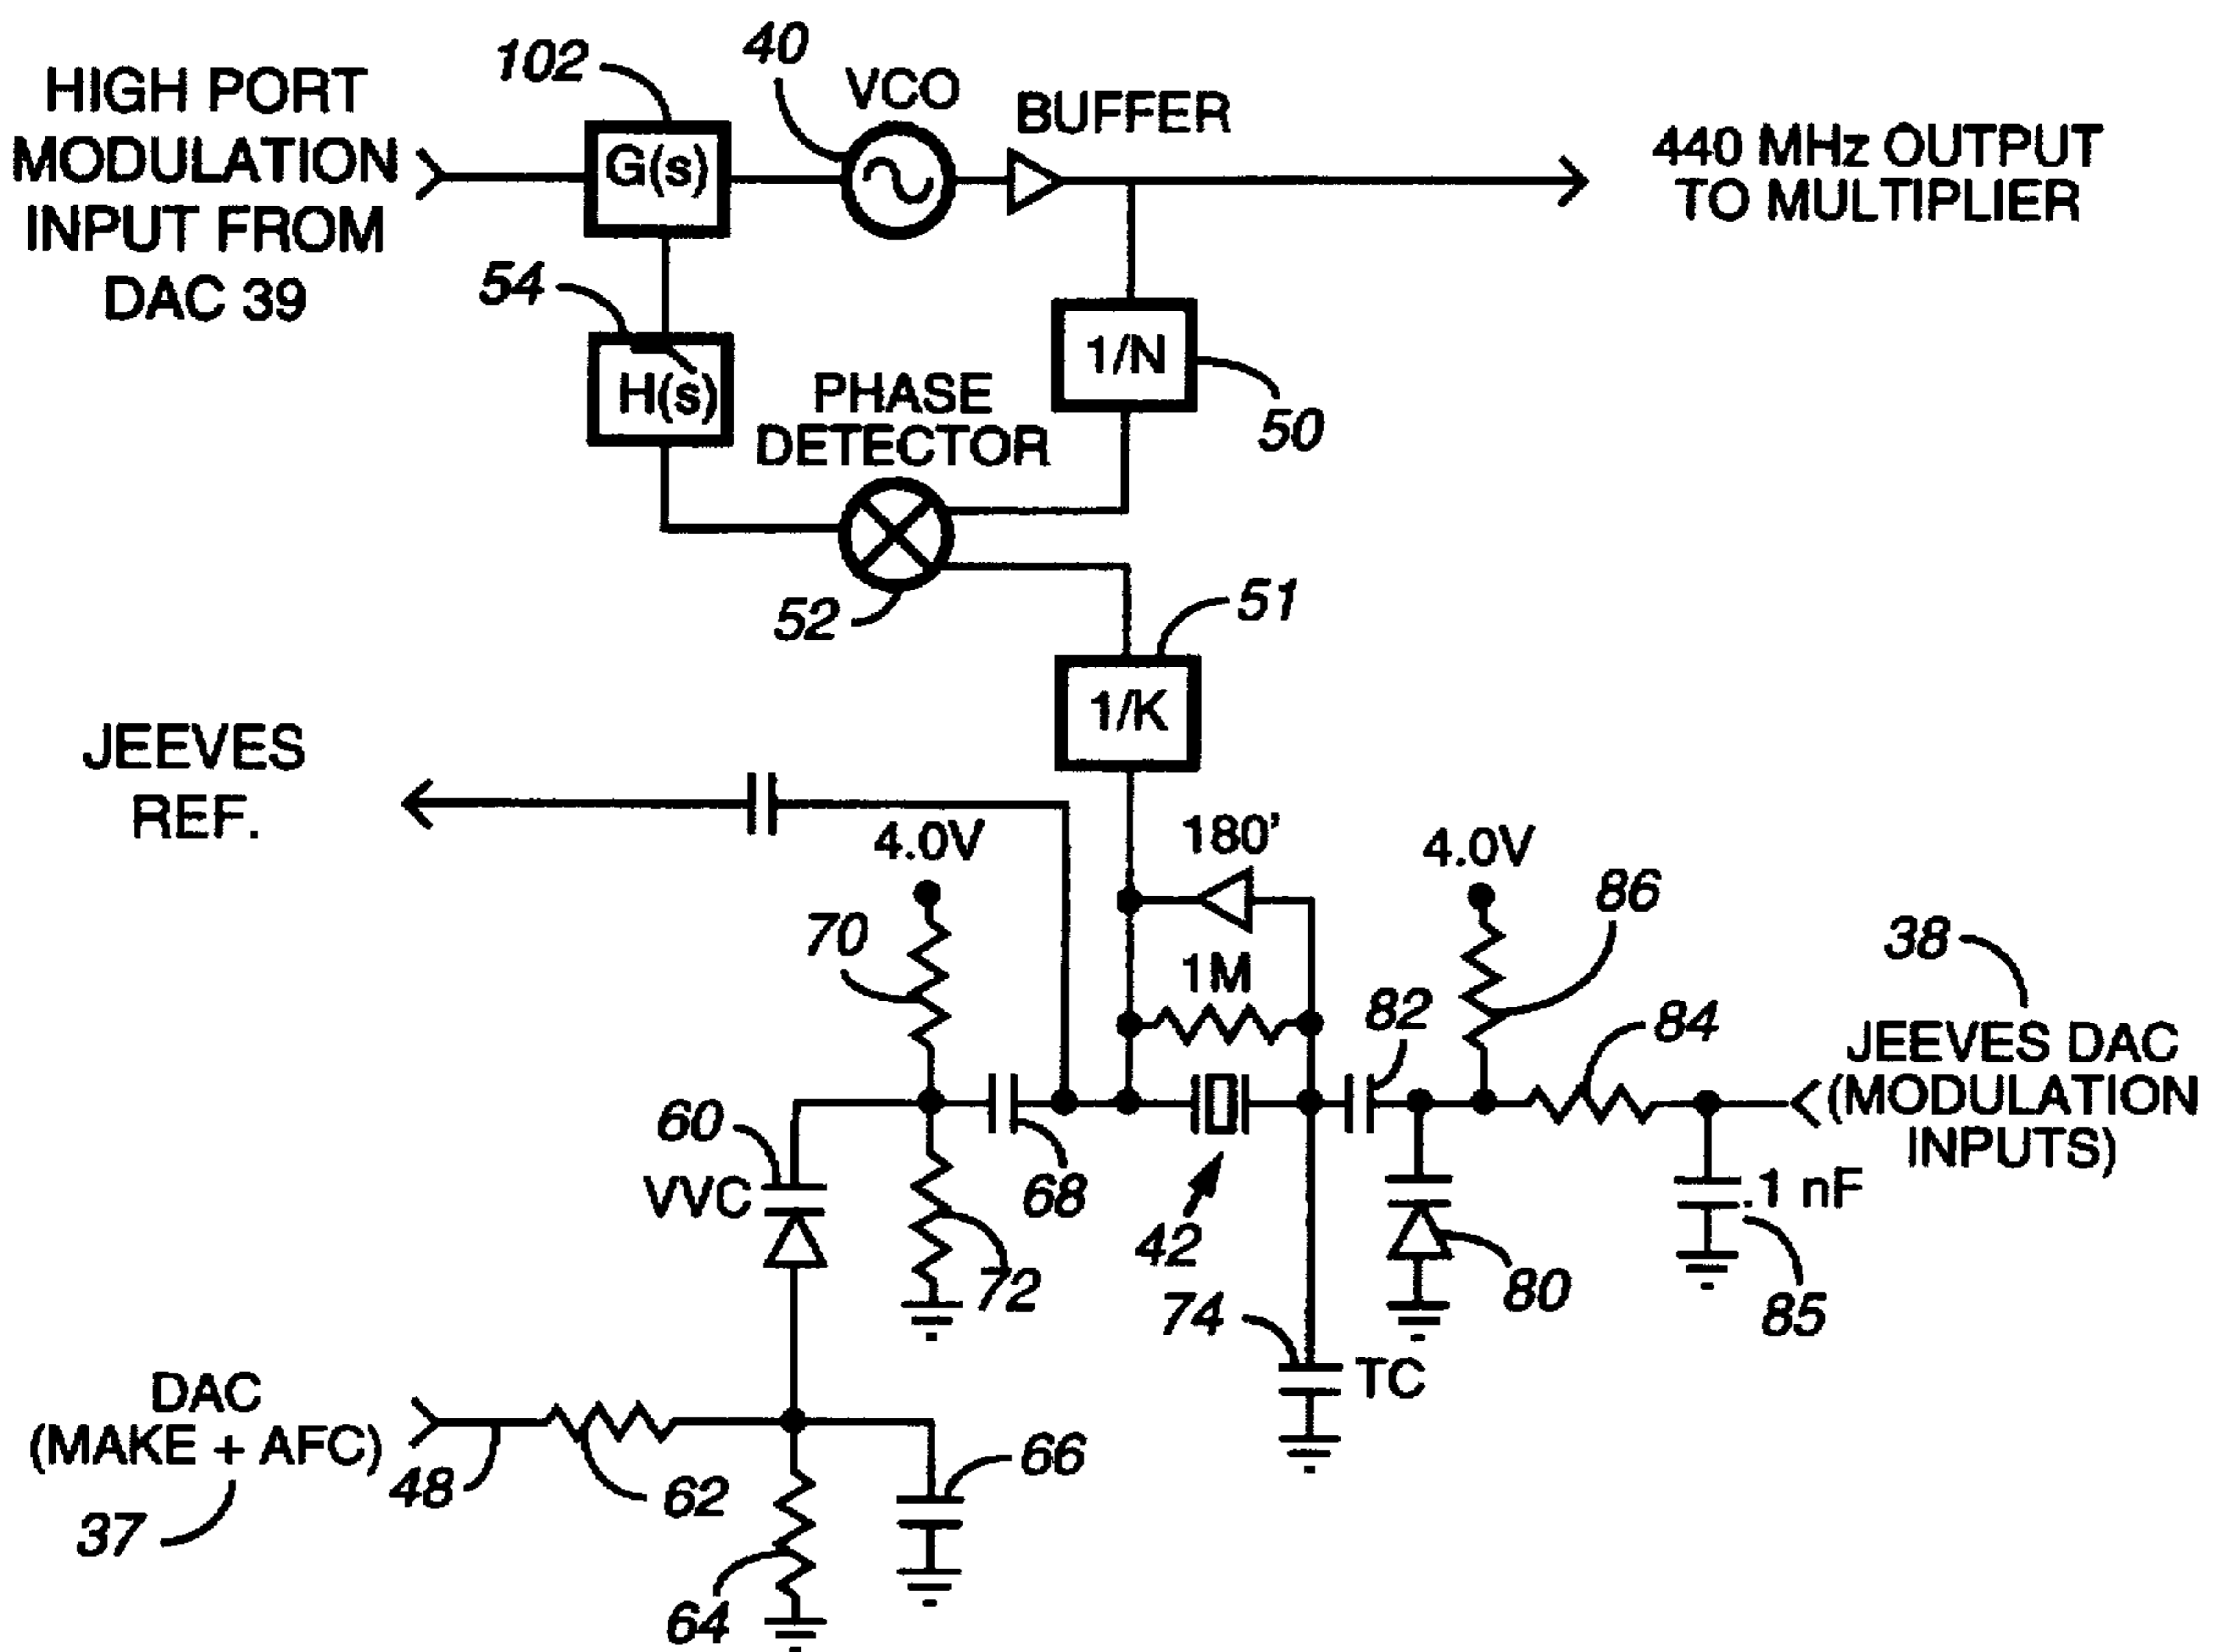 102
40
HIGH PORT
MODULATION
INPUT FROM
DAC 39
VCO
BUFFER
G(s)
440 MHz OUTPUT
TO MULTIPLIER
54
H(s)
PHASE
DETECTOR
1/N
50
52
51
1/K
JEEVES
REF.
4.0V
180'
4.0V
86
70
1M
82
38
84
JEEVES DAC
(MODULATION
INPUTS)
60
VVC
68
42
72
74
TC
80
.1 nF
85
DAC
(MAKE + AFC)
37
48
62
66
64